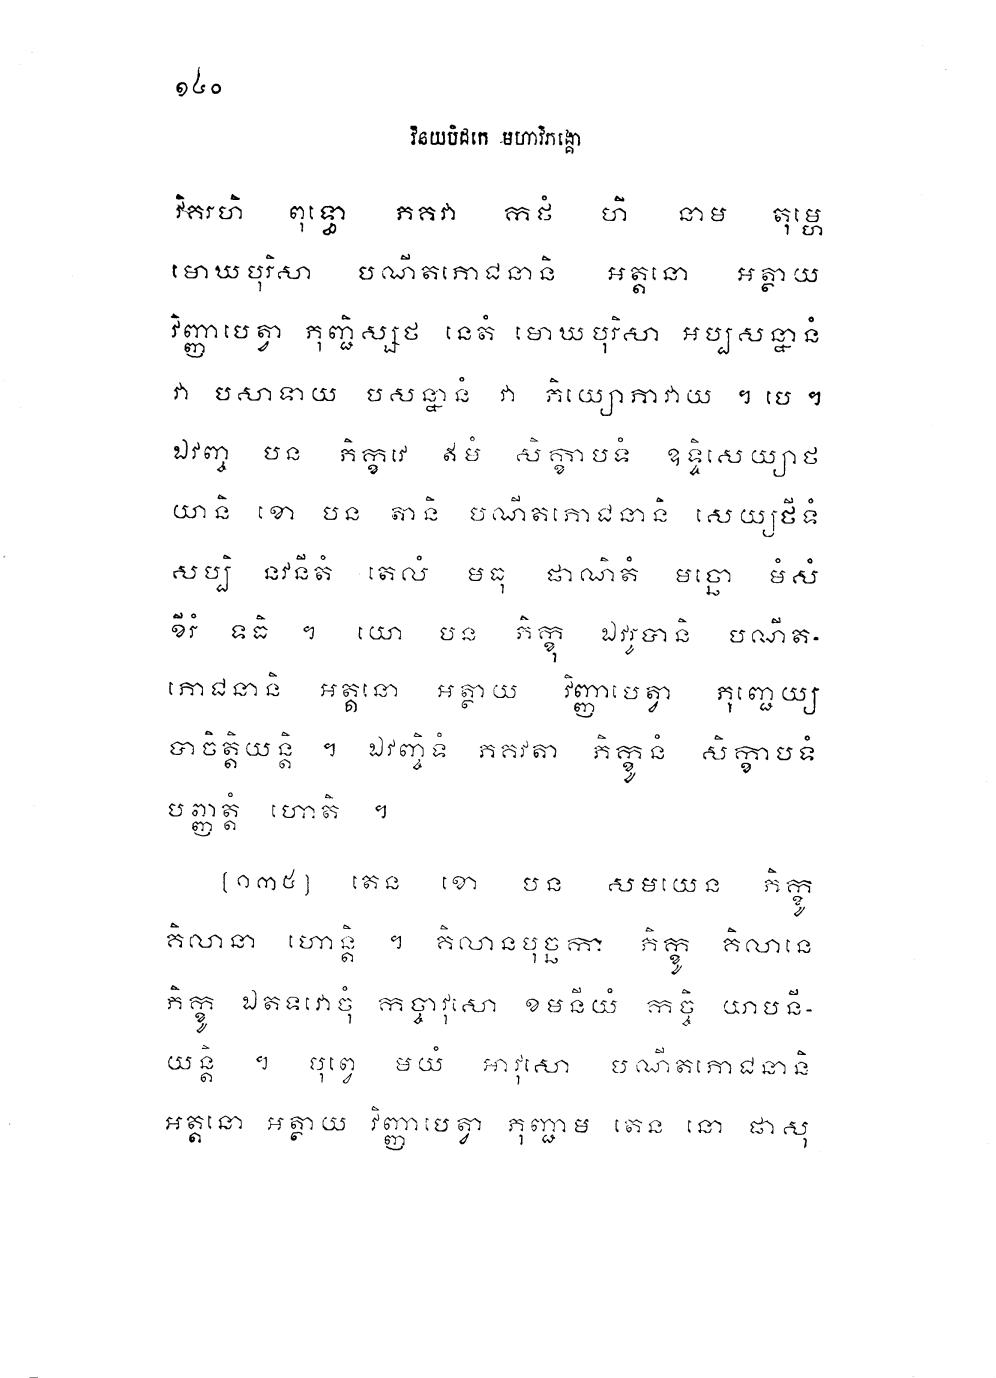 ១៤០
វិនយបិដកេ មហាវិភង្គោ
វិគរហិ ពុទ្ធោ ភគវា កថំ ហិ នាម តុម្ហេ
មោឃបុរិសា បណីតភោជនានិ អត្តនោ អត្ថាយ
វិញ្ញាបេត្វា ភុញ្ជិស្សថ នេតំ មោឃបុរិសា អប្បសន្នានំ
វា បសាទាយ បសន្នានំ វា ភិយ្យោភាវាយ ។ បេ ។
ឯវញ្ច បន ភិក្ខវេ ឥមំ សិក្ខាបទំ ឧទ្ទិសេយ្យាថ
យានិ ខោ បន តានិ បណីតភោជនានិ សេយ្យថីទំ
សប្បិ នវនីតំ តេលំ មធុ ផាណិតំ មច្ឆោ មំសំ
ខីរំ ទធិ ។ យោ បន ភិក្ខុ ឯវរូបានិ បណីត-
ភោជនានិ អត្តនោ អត្ថាយ វិញ្ញាបេត្វា ភុញ្ជេយ្យ
បាចិត្តិយន្តិ ។ ឯវញ្ចិទំ ភគវតា ភិក្ខូនំ សិក្ខាបទំ
បញ្ញត្តំ ហោតិ ។
[១៣៥] តេន ខោ បន សមយេន ភិក្ខូ
គិលានា ហោន្តិ ។ គិលានបុច្ឆកា ភិក្ខូ គិលានេ
ភិក្ខូ ឯតទវោចុំ កច្ចាវុសោ ខមនីយំ កច្ចិ យាបនី-
យន្តិ ។ បុព្វេ មយំ អាវុសោ បណីតភោជនានិ
អត្តនោ អត្ថាយ វិញ្ញាបេត្វា ភុញ្ជាម តេន នោ ផាសុ